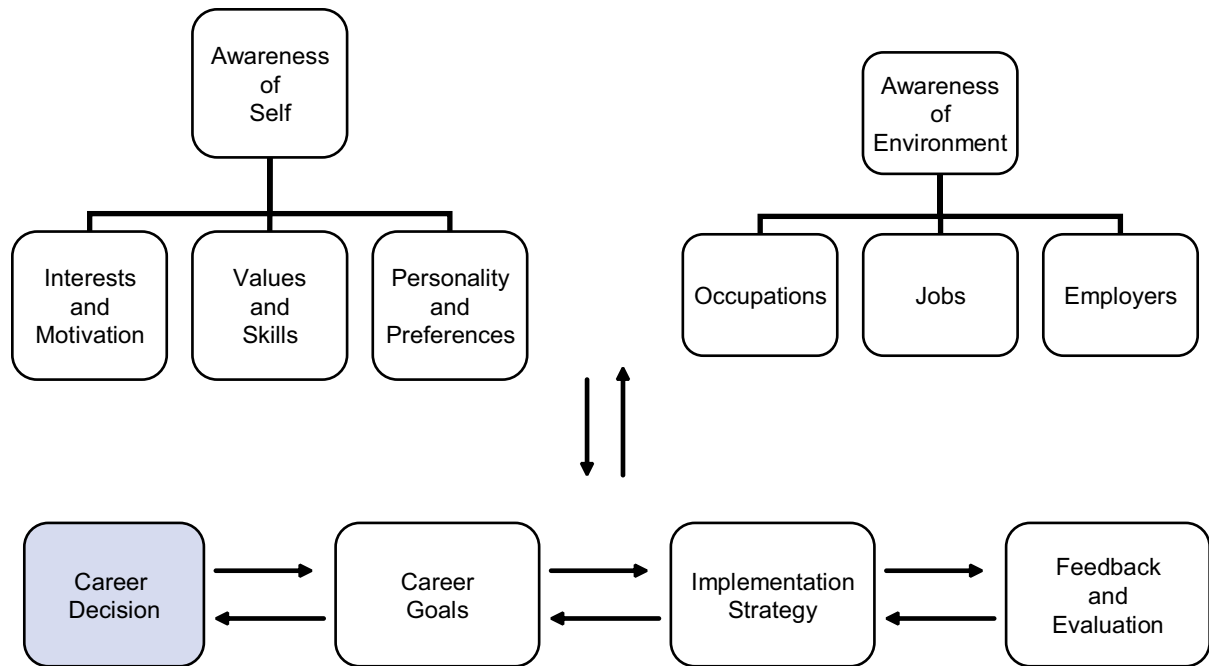 Awareness
of
Self
Awareness
of
Environment
Interests
and
Motivation
Values
and
Skills
Personality
and
Preferences
Occupations
Jobs
Employers
Career
Decision
Career
Goals
Implementation
Strategy
Feedback
and
Evaluation